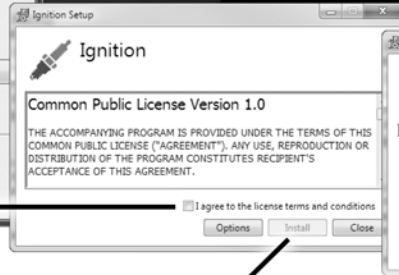 Ignition Setup
Ignition
Common Public License Version 1.0
THE ACCOMPANYING PROGRAM IS PROVIDED UNDER THE TERMS OF THIS
COMMON PUBLIC LICENSE ("AGREEMENT"). ANY USE, REPRODUCTION OR
DISTRIBUTION OF THE PROGRAM CONSTITUTES RECIPIENT'S
ACCEPTANCE OF THIS AGREEMENT.
I agree to the license terms and conditions
Options Install Close